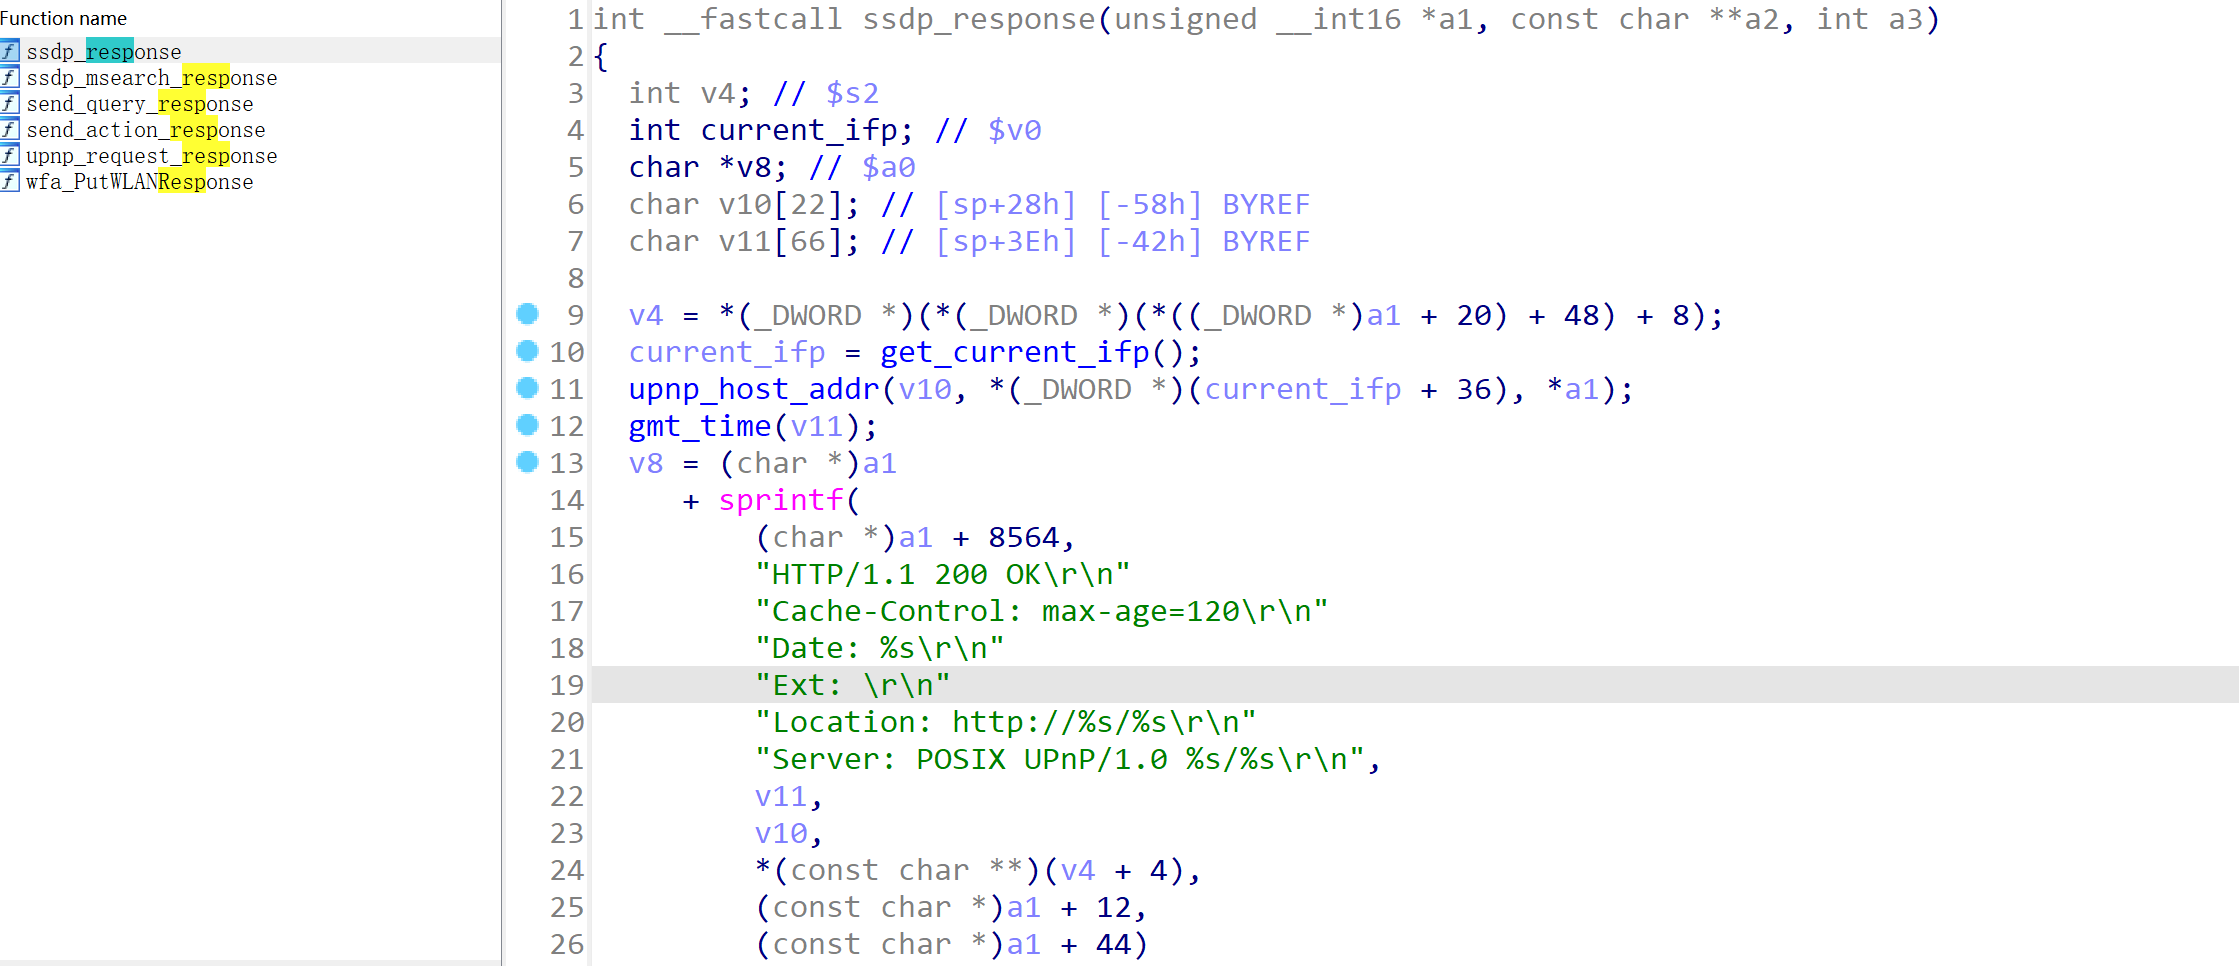 Function name
ssdp_response
ssdp_msearch_response
send_query_response
send_action_response
upnp_request_response
wfa_PutWLANResponse
1 int __fastcall ssdp_response(unsigned __int16 *a1, const char **a2, int a3)
2 {
3   int v4; // $s2
4   int current_ifp; // $v0
5   char *v8; // $a0
6   char v10[22]; // [sp+28h] [-58h] BYREF
7   char v11[66]; // [sp+3Eh] [-42h] BYREF
8
9   v4 = *(_DWORD *)(*(_DWORD *)(*((_DWORD *)a1 + 20) + 48) + 8);
10   current_ifp = get_current_ifp();
11   upnp_host_addr(v10, *(_DWORD *)(current_ifp + 36), *a1);
12   gmt_time(v11);
13   v8 = (char *)a1
14      + sprintf(
15          (char *)a1 + 8564,
16          "HTTP/1.1 200 OK\r\n"
17          "Cache-Control: max-age=120\r\n"
18          "Date: %s\r\n"
19          "Ext: \r\n"
20          "Location: http://%s/%s\r\n"
21          "Server: POSIX UPnP/1.0 %s/%s\r\n",
22          v11,
23          v10,
24          *(const char **)(v4 + 4),
25          (const char *)a1 + 12,
26          (const char *)a1 + 44)